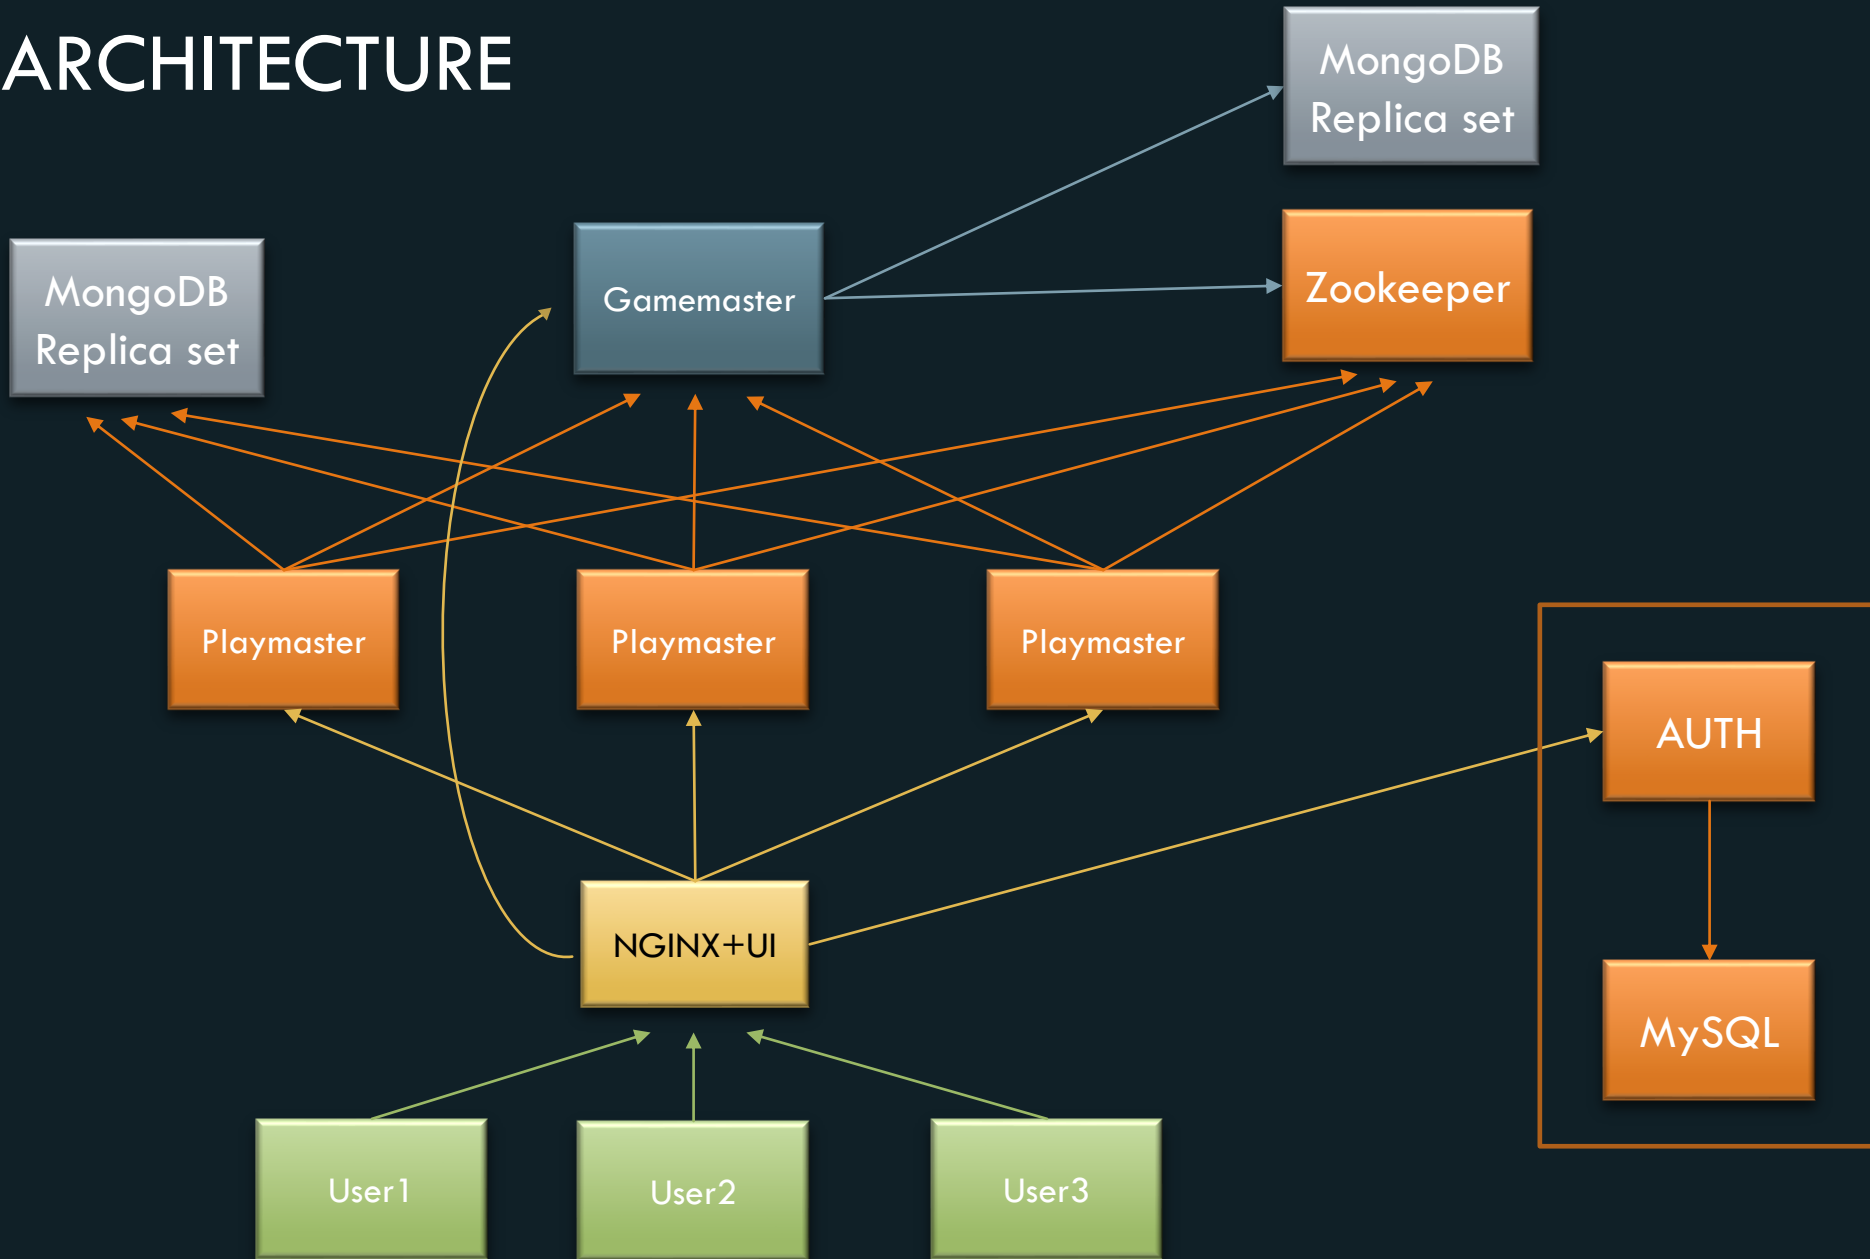 ARCHITECTURE
MongoDB
Replica set
MongoDB
Replica set
Gamemaster
Zookeeper
Playmaster
Playmaster
Playmaster
AUTH
NGINX+UI
MySQL
User1
User2
User3